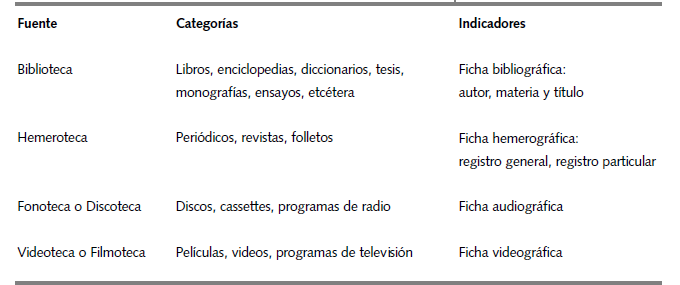 Fuente Categorías Indicadores
Biblioteca Libros, enciclopedias, diccionarios, tesis, Ficha bibliográfica:
monografías, ensayos, etcétera autor, materia y título
Hemeroteca Periódicos, revistas, folletos Ficha hemerográfica:
registro general, registro particular
Fonoteca o Discoteca Discos, cassettes, programas de radio Ficha audiográfica
Videoteca o Filmoteca Películas, videos, programas de televisión Ficha videográfica